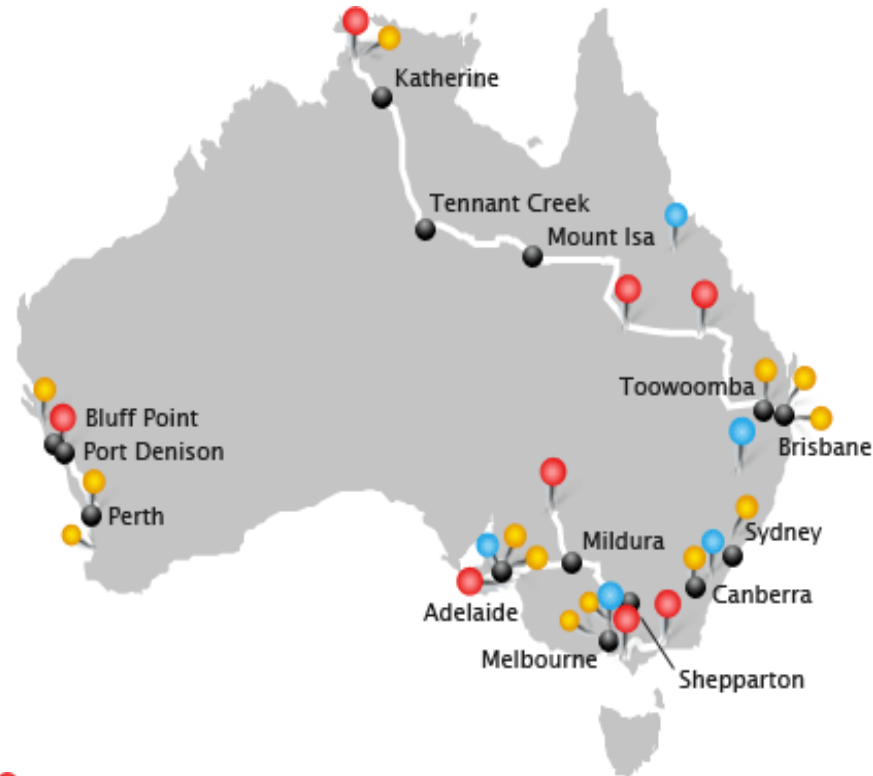 Katherine
Tennant Creek
Mount Isa
Toowoomba
Bluff Point
Brisbane
Port Denison
Perth
Sydney
Mildura
Canberra
Adelaide
Melbourne
Shepparton